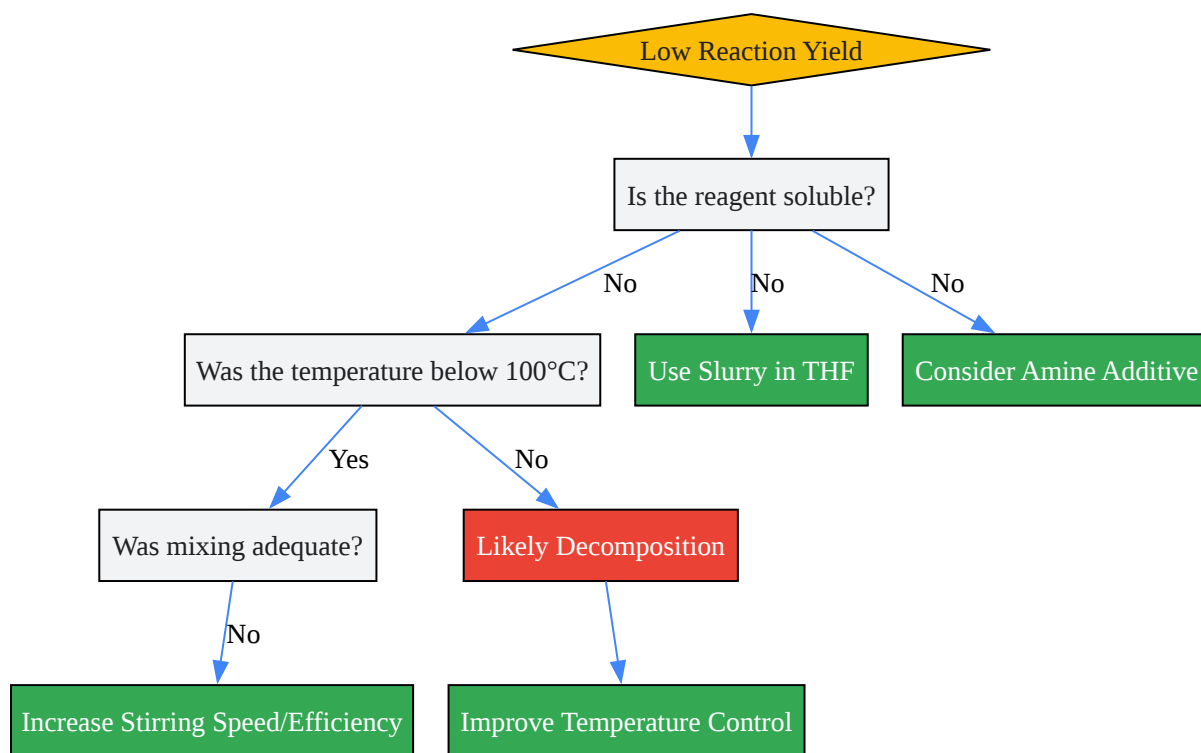 Low Reaction Yield
Is the reagent soluble?
No
No
No
Was the temperature below 100°C?
Use Slurry in THF
Consider Amine Additive
Yes
No
Was mixing adequate?
Likely Decomposition
No
Increase Stirring Speed/Efficiency
Improve Temperature Control